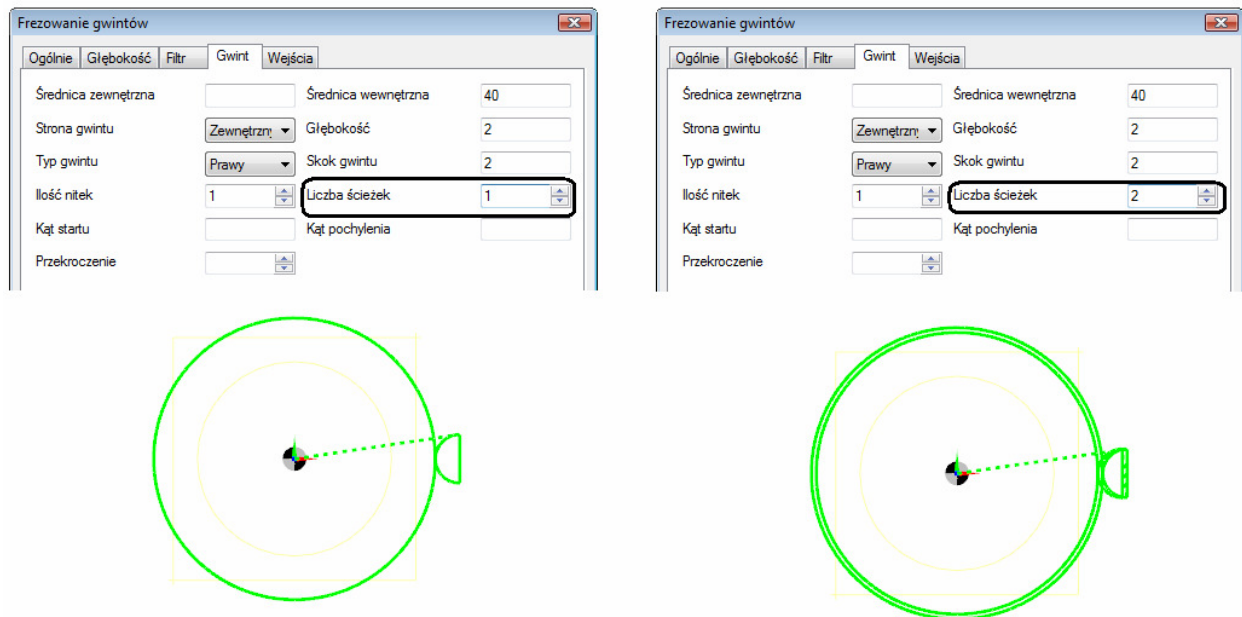 Frezowanie gwintów
Ogólnie Głębokość Filtr Gwint Wejścia
Średnica zewnętrzna Średnica wewnętrzna 40
Strona gwintu Zewnętrzny Głębokość 2
Typ gwintu Prawy Skok gwintu 2
Ilość nitek 1 Liczba ścieżek 1
Kąt startu Kąt pochylenia
Przekroczenie
Frezowanie gwintów
Ogólnie Głębokość Filtr Gwint Wejścia
Średnica zewnętrzna Średnica wewnętrzna 40
Strona gwintu Zewnętrzny Głębokość 2
Typ gwintu Prawy Skok gwintu 2
Ilość nitek 1 Liczba ścieżek 2
Kąt startu Kąt pochylenia
Przekroczenie